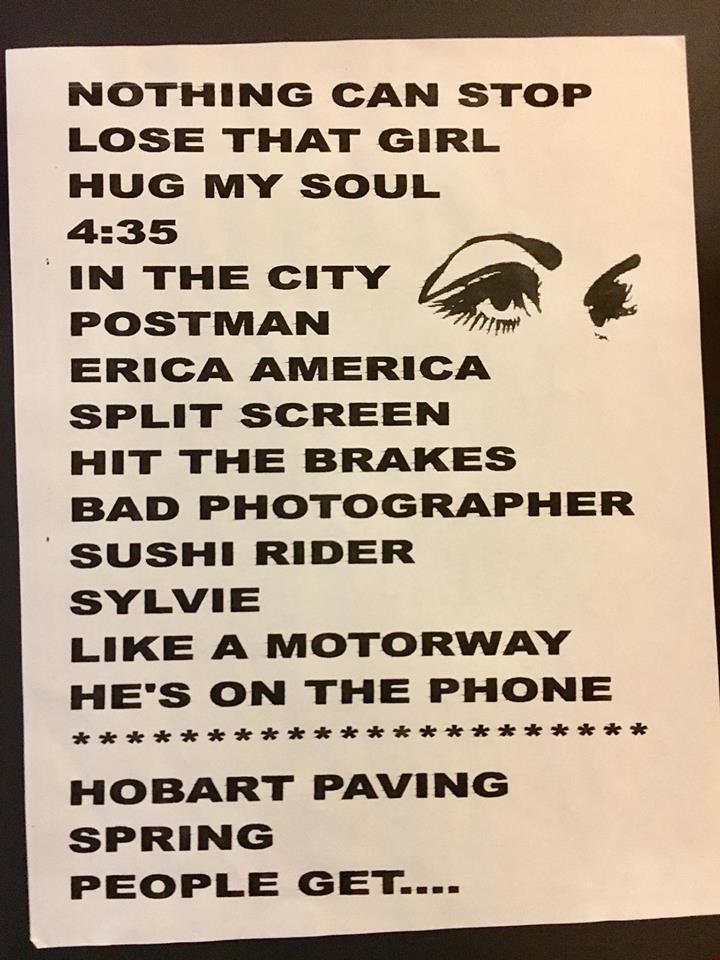 NOTHING CAN STOP
LOSE THAT GIRL
HUG MY SOUL
4:35
IN THE CITY
POSTMAN
ERICA AMERICA
SPLIT SCREEN
HIT THE BRAKES
BAD PHOTOGRAPHER
SUSHI RIDER
SYLVIE
LIKE A MOTORWAY
HE'S ON THE PHONE
**********************
HOBART PAVING
SPRING
PEOPLE GET....